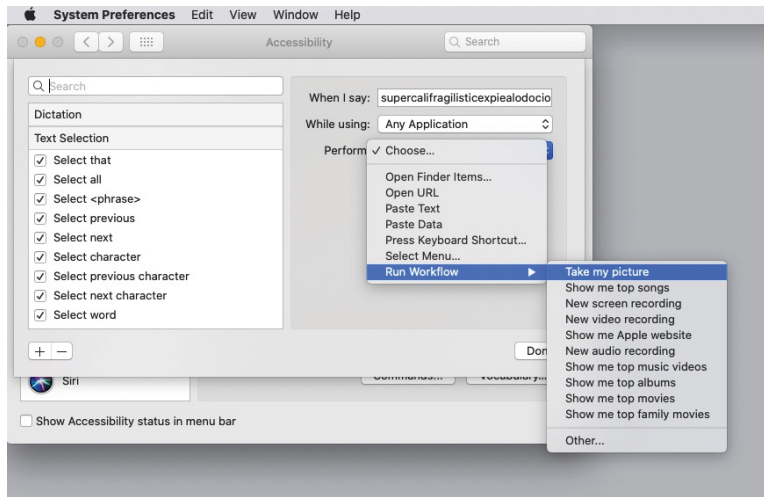 System Preferences Edit View Window Help
Accessibility
Search
Search
Dictation
Text Selection
Select that
Select all
Select <phrase>
Select previous
Select next
Select character
Select previous character
Select next character
Select word
+ −
When I say: supercalifragilisticexpiealodocio
While using: Any Application
Perform ✓ Choose...
Open Finder Items...
Open URL
Paste Text
Paste Data
Press Keyboard Shortcut...
Select Menu...
Run Workflow
Take my picture
Show me top songs
New screen recording
New video recording
Show me Apple website
New audio recording
Show me top music videos
Show me top albums
Show me top movies
Show me top family movies
Other...
Don
Siri
Commands... Vocabulary...
Show Accessibility status in menu bar